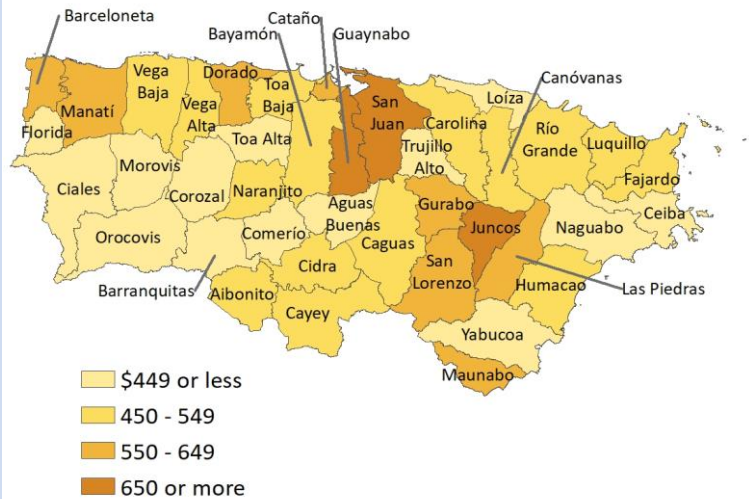 Barceloneta
Cataño
Bayamón
Guaynabo
Canóvanas
Vega
Baja
Dorado
Toa
Baja
Manatí
Vega
Alta
San
Juan
Loíza
Florida
Toa Alta
Carolina
Río
Grande
Luquillo
Trujillo
Alto
Morovis
Ciales
Corozal
Naranjito
Fajardo
Aguas
Buenas
Gurabo
Ceiba
Orocovis
Comerío
Caguas
Juncos
Naguabo
Cidra
San
Lorenzo
Barranquitas
Aibonito
Humacao
Las Piedras
Cayey
Yabucoa
Maunabo
$449 or less
450 - 549
550 - 649
650 or more